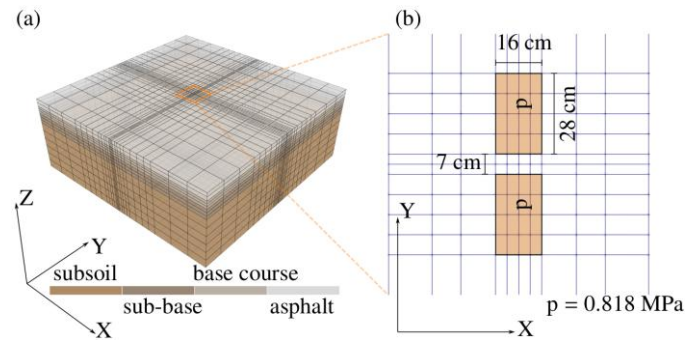 (a)
(b)
16 cm
p
28 cm
7 cm
p
Z
Y
X
Y
X
subsoil
base course
sub-base
asphalt
p = 0.818 MPa